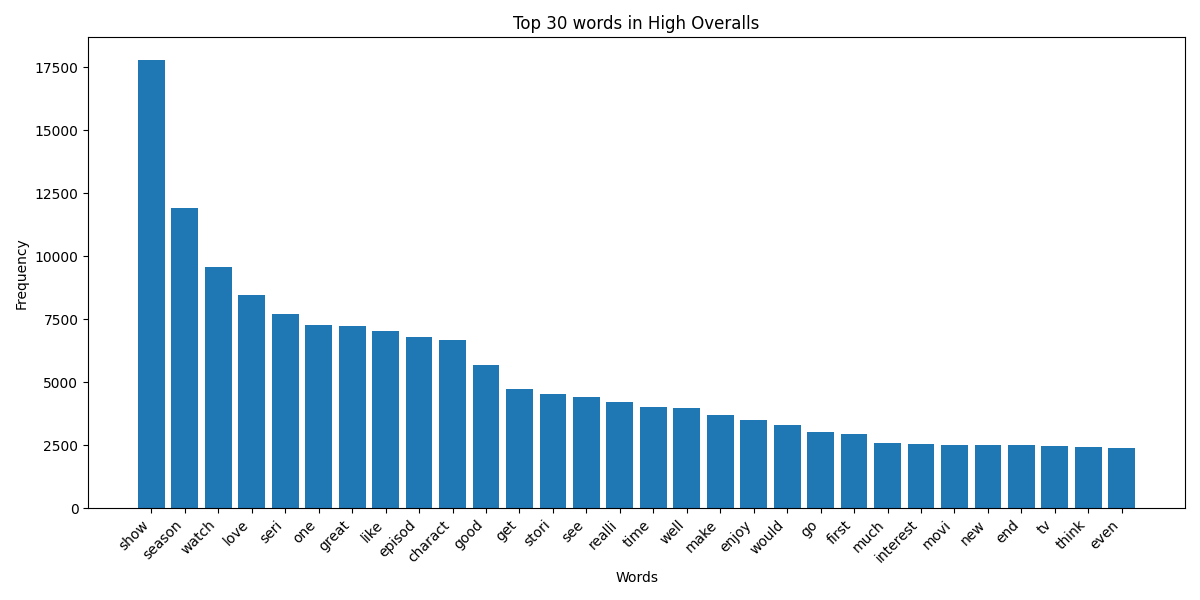 Top 30 words in High Overalls
Frequency
17500
15000
12500
10000
7500
5000
2500
0
show
season
watch
love
seri
one
great
like
episod
charact
good
get
stori
see
realli
time
well
make
enjoy
would
go
first
much
interest
movi
new
end
tv
think
even
Words